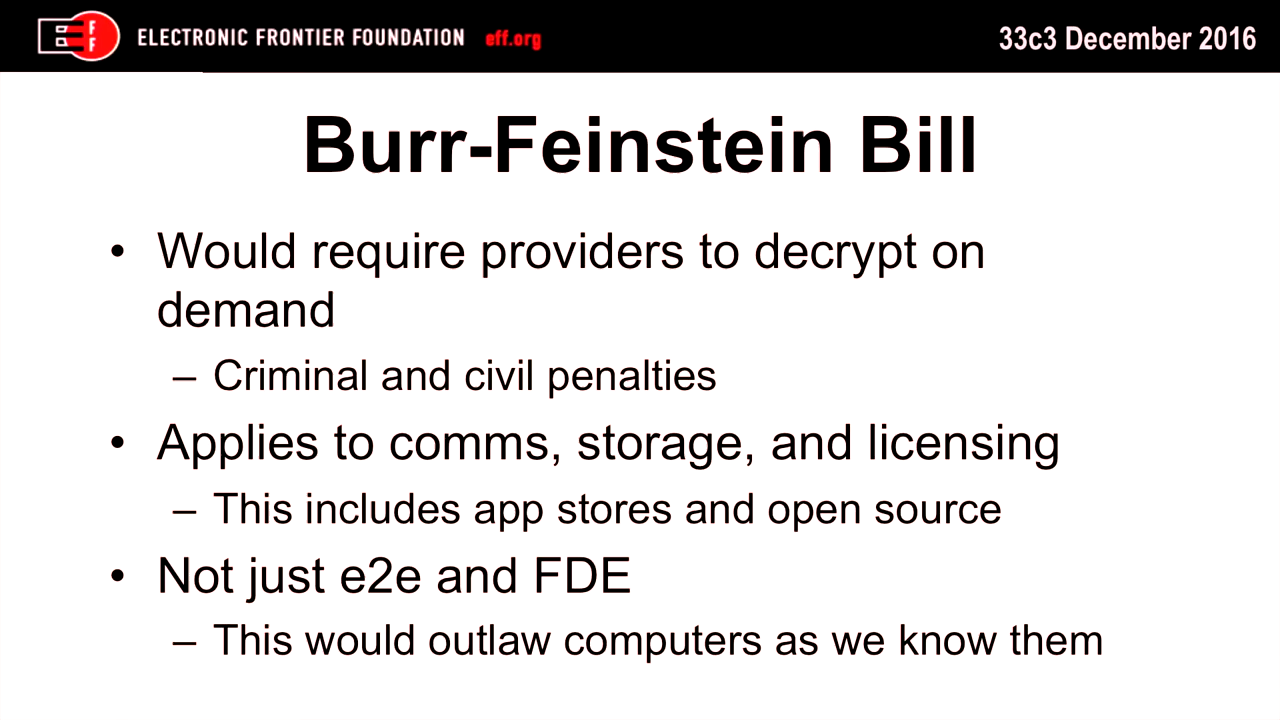 EFF
ELECTRONIC FRONTIER FOUNDATION eff.org
33c3 December 2016
Burr-Feinstein Bill
• Would require providers to decrypt on
demand
– Criminal and civil penalties
• Applies to comms, storage, and licensing
– This includes app stores and open source
• Not just e2e and FDE
– This would outlaw computers as we know them